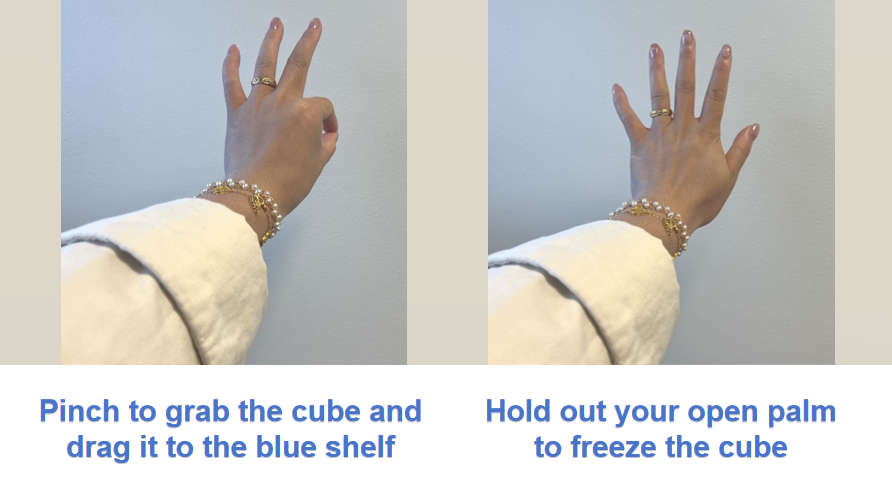 Pinch to grab the cube and
drag it to the blue shelf
Hold out your open palm
to freeze the cube